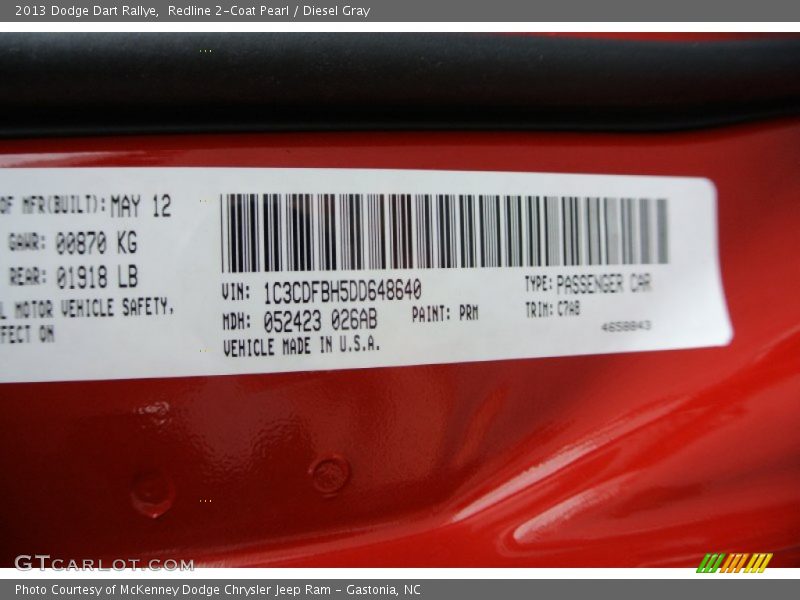 2013 Dodge Dart Rallye, Redline 2-Coat Pearl / Diesel Gray
OF MFR(BUILT): MAY 12
GAWR: 00870 KG
REAR: 01918 LB
L MOTOR VEHICLE SAFETY,
FECT ON
VIN: 1C3CDFBH5DD648640
MDH: 052423 026AB
PAINT: PRM
VEHICLE MADE IN U.S.A.
TYPE: PASSENGER CAR
TRIM: C7A8
4658843
GTCARLOT.COM
Photo Courtesy of McKenney Dodge Chrysler Jeep Ram - Gastonia, NC